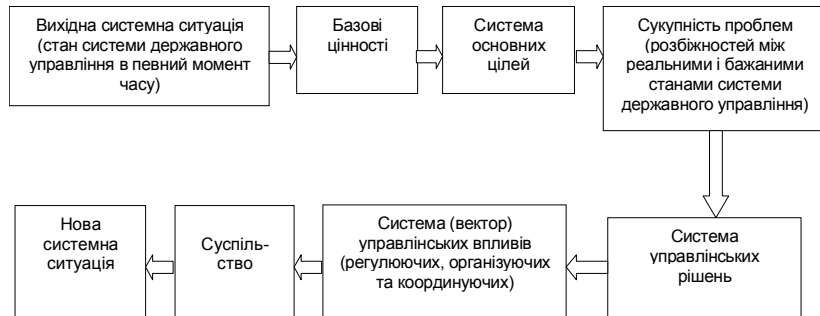 Вихідна системна ситуація
(стан системи державного
управління в певний момент
часу)
Базові
цінності
Система
основних
цілей
Сукупність проблем
(розбіжностей між
реальними і бажаними
станами системи
державного управління)
Нова
системна
ситуація
Суспіль-
ство
Система (вектор)
управлінських впливів
(регулюючих, організуючих
та координуючих)
Система
управлінських
рішень